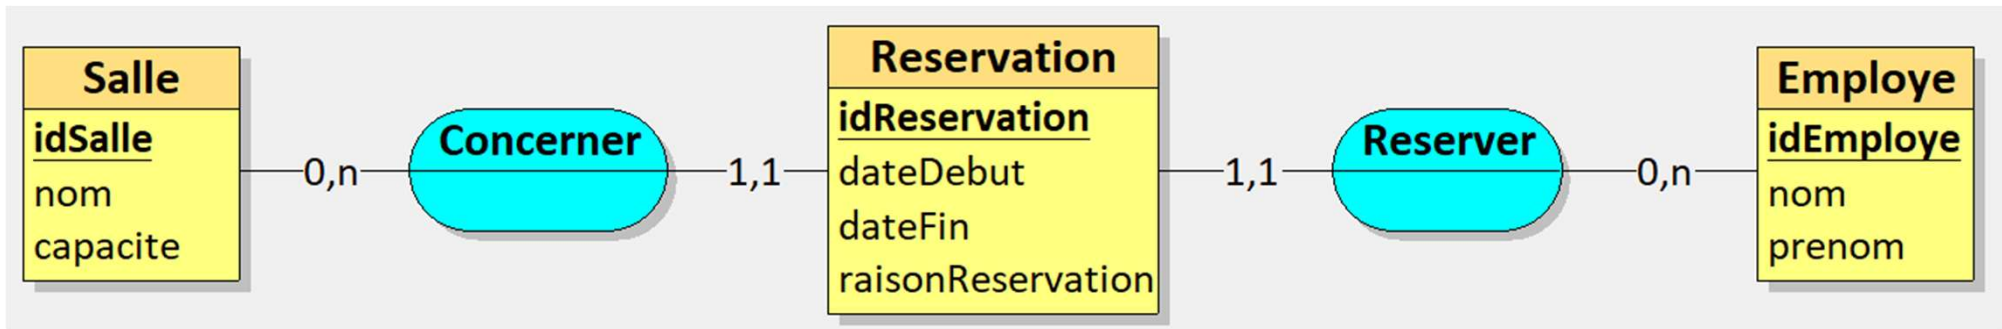 Salle
idSalle
nom
capacite
0,n
Concerner
1,1
Reservation
idReservation
dateDebut
dateFin
raisonReservation
1,1
Reserver
0,n
Employe
idEmploye
nom
prenom